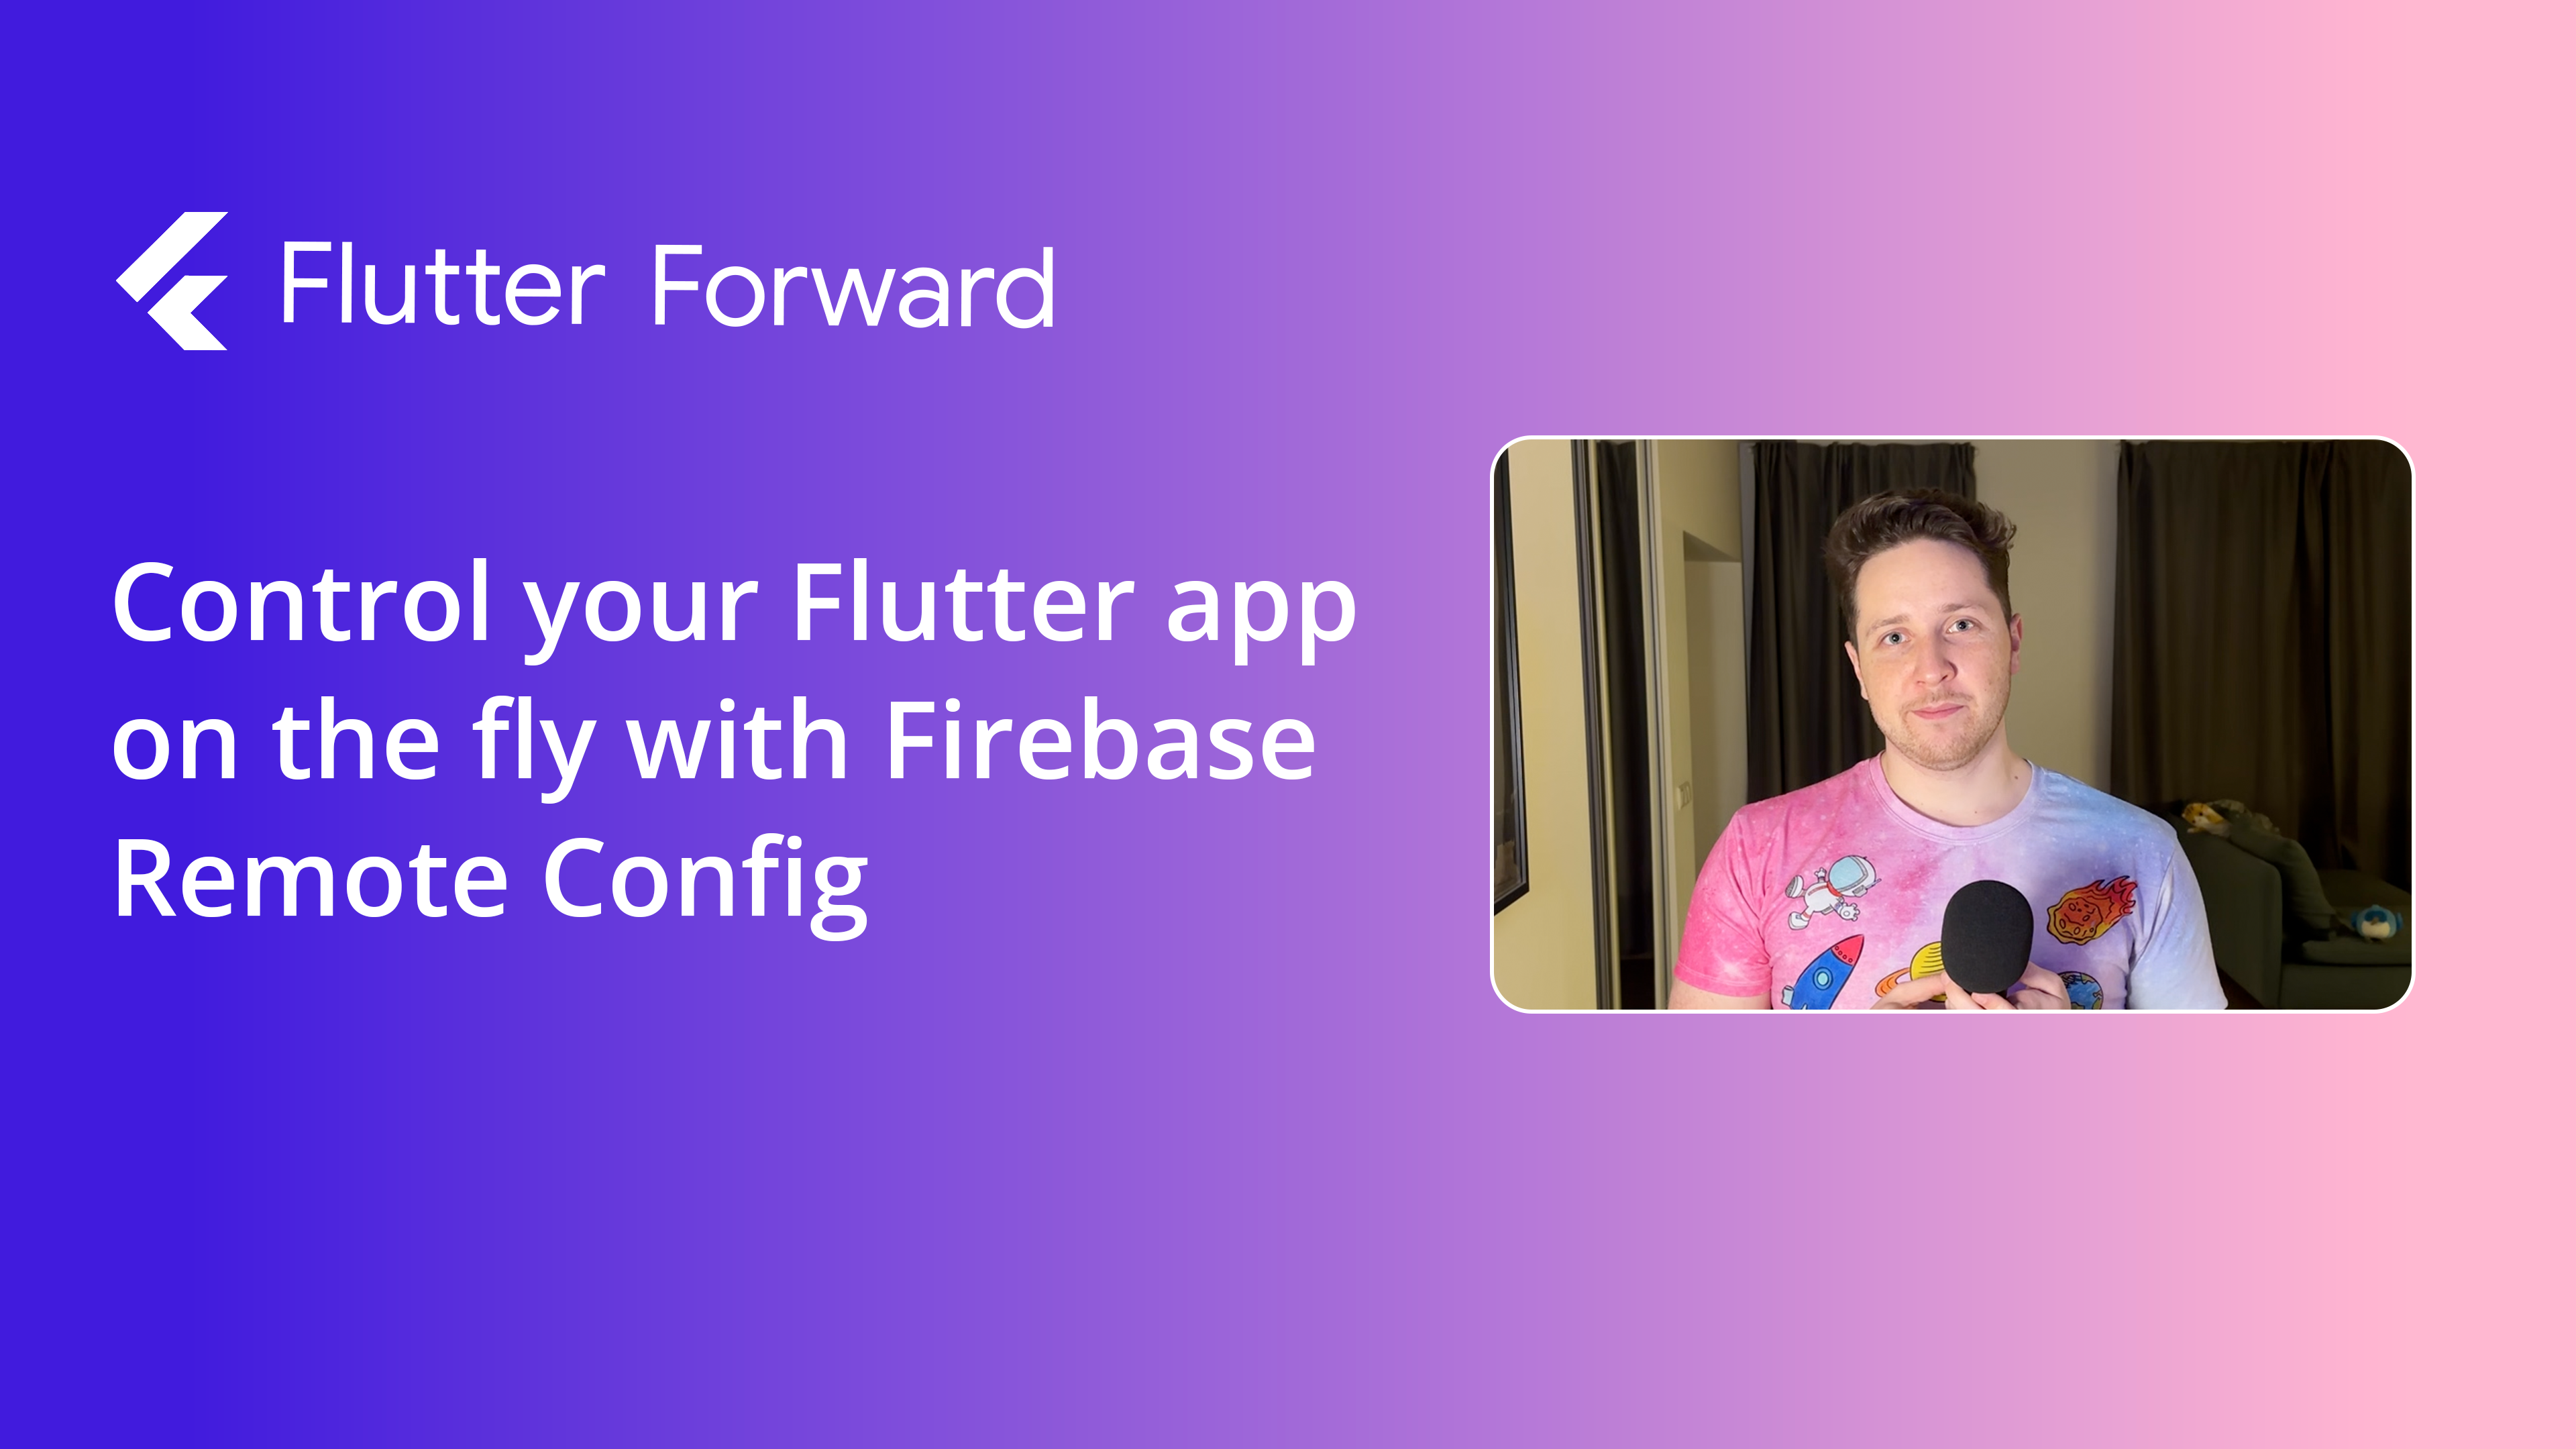 Flutter Forward
Control your Flutter app
on the fly with Firebase
Remote Config